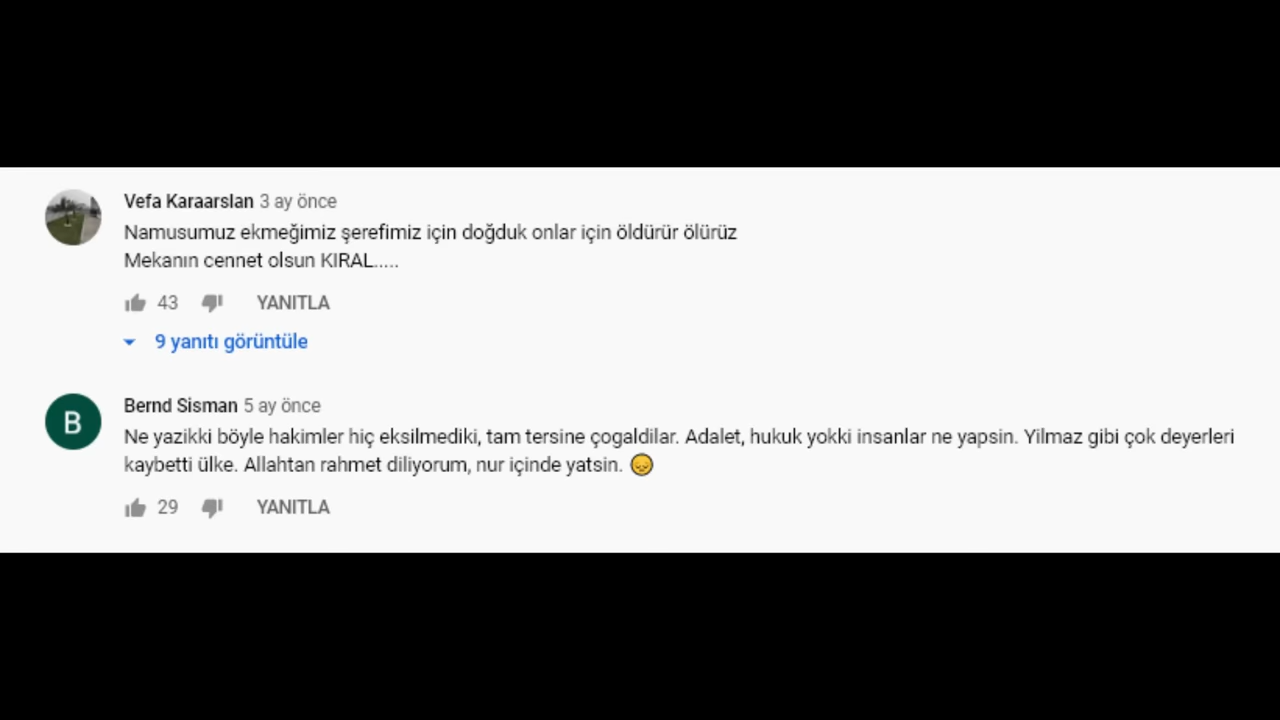 Vefa Karaarslan 3 ay önce
Namusumuz ekmeğimiz şerefimiz için doğduk onlar için öldürür ölürüz
Mekanın cennet olsun KIRAL.....
43 YANITLA
9 yanıtı görüntüle
B
Bernd Sisman 5 ay önce
Ne yazikki böyle hakimler hiç eksilmediki, tam tersine çogaldilar. Adalet, hukuk yokki insanlar ne yapsin. Yilmaz gibi çok deyerleri
kaybetti ülke. Allahtan rahmet diliyorum, nur içinde yatsin. 😞
29 YANITLA